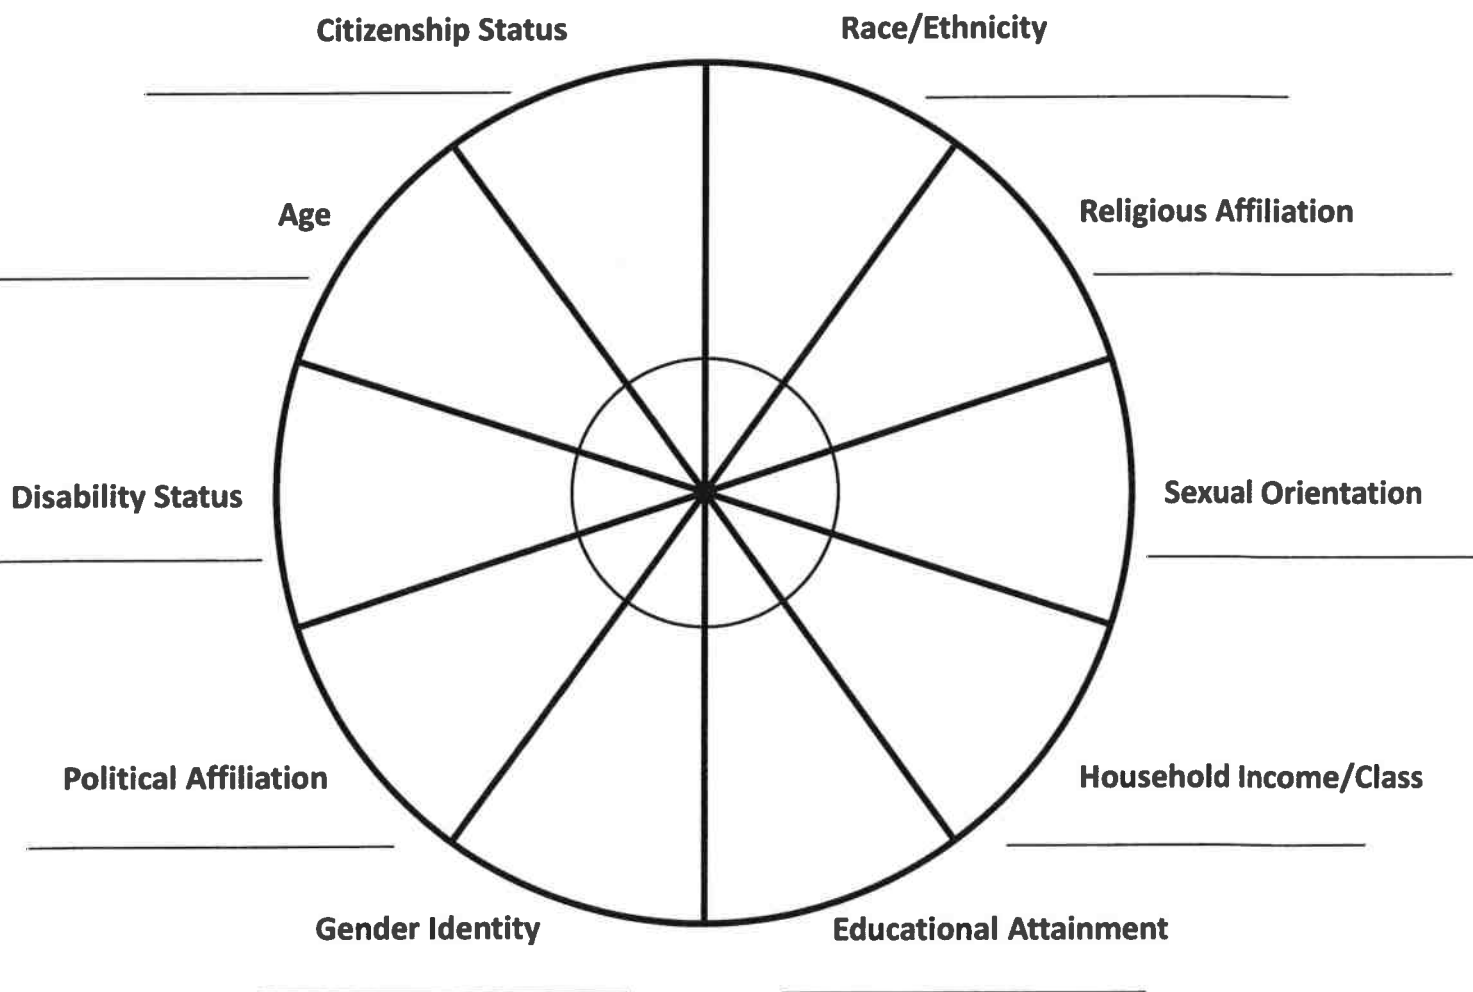 Citizenship Status
Race/Ethnicity
Age
Religious Affiliation
Disability Status
Sexual Orientation
Political Affiliation
Household Income/Class
Gender Identity
Educational Attainment